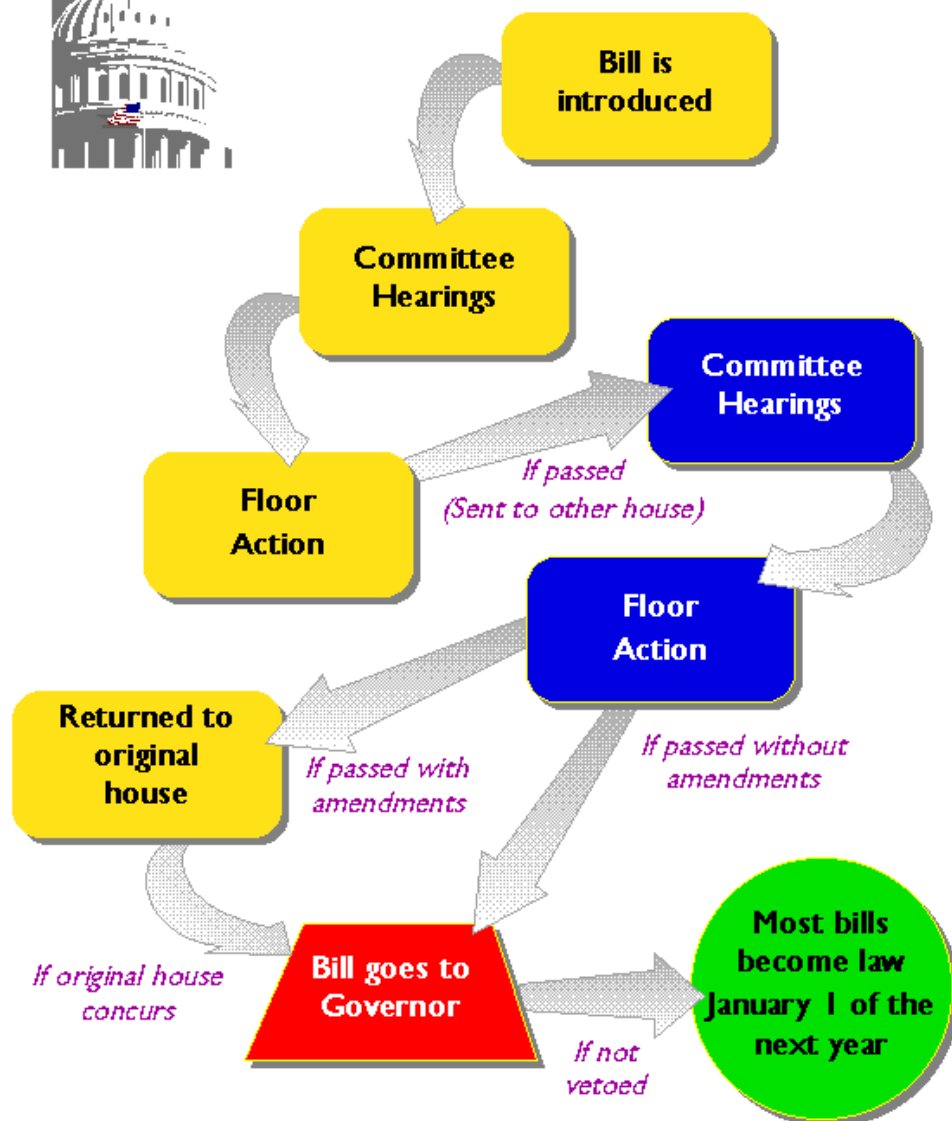 Bill is
introduced
Committee
Hearings
Committee
Hearings
If passed
(Sent to other house)
Floor
Action
Floor
Action
Returned to
original
house
If passed with
amendments
If passed without
amendments
Most bills
become law
January 1 of the
next year
If original house
concurs
Bill goes to
Governor
If not
vetoed